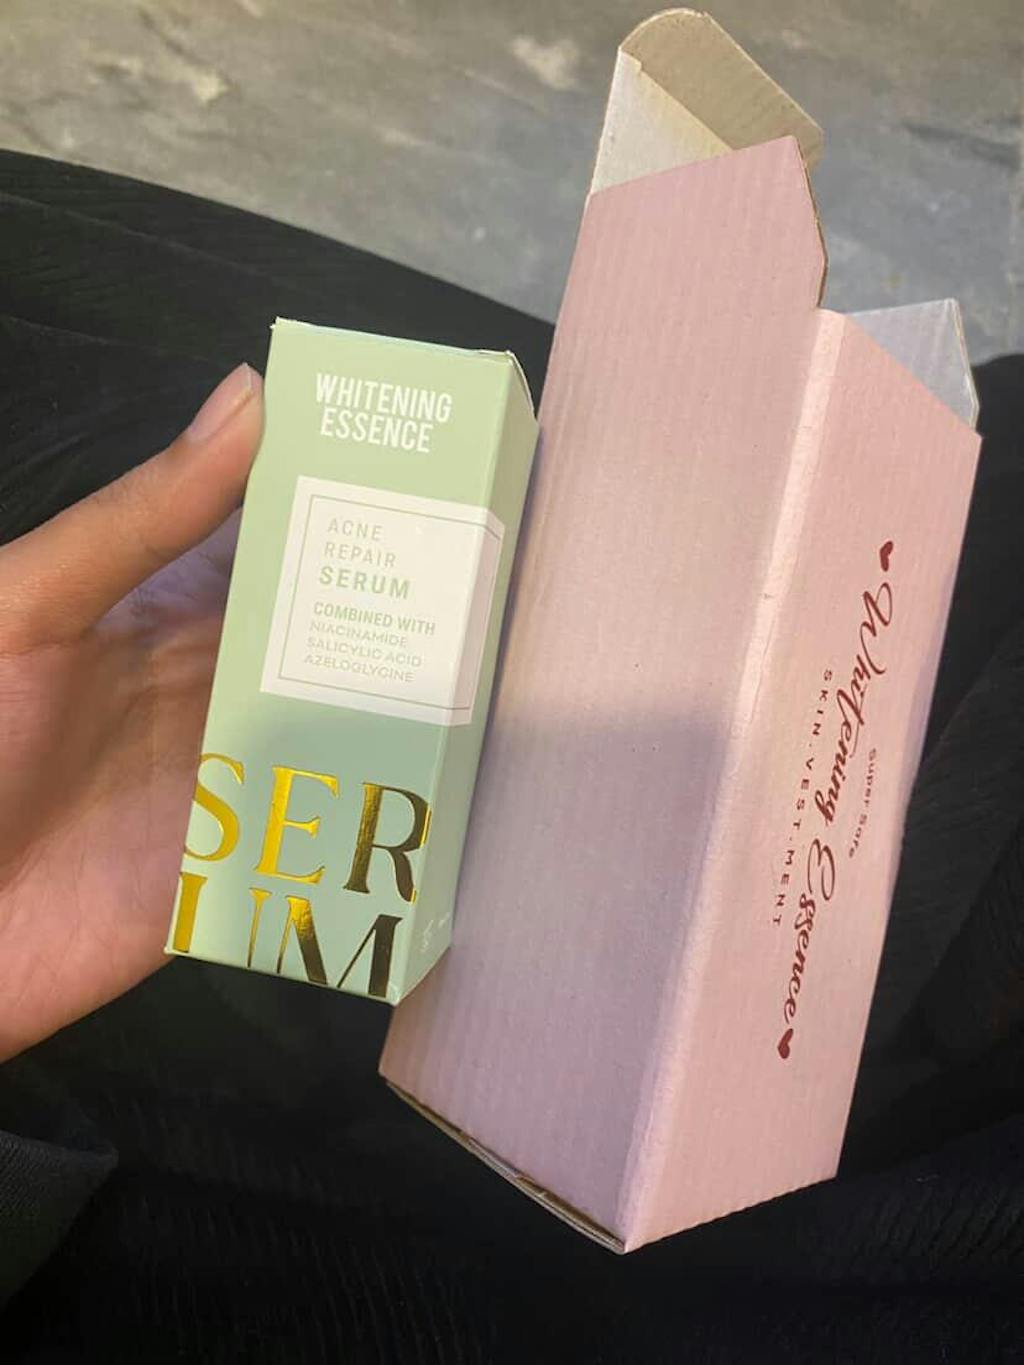 WHITENING
ESSENCE
ACNE
REPAIR
SERUM
COMBINED WITH
NIACINAMIDE
SALICYLIC ACID
AZELOGLYCINE
SER
UM
Super Safe
Whitening Essence
SKIN.VEST.MENT